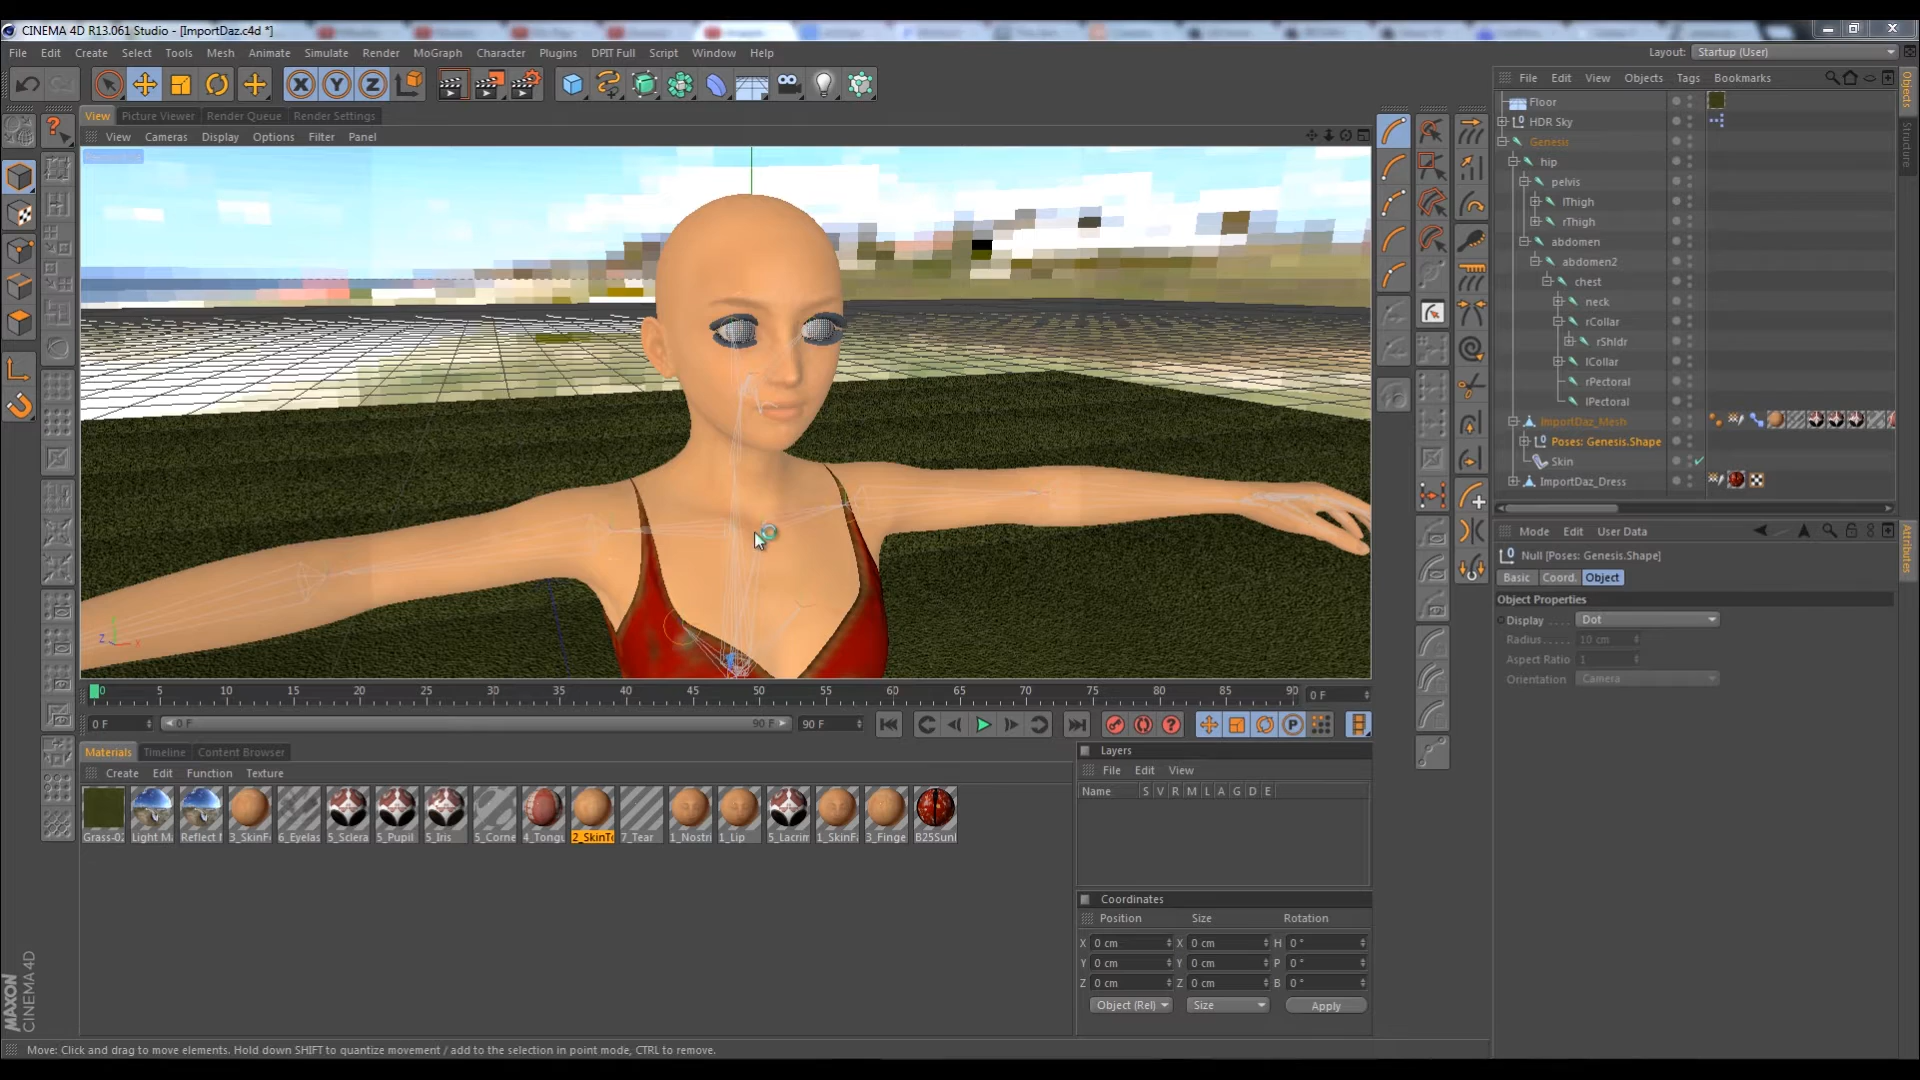 CINEMA 4D R13.061 Studio - [ImportDaz.c4d *]
File Edit Create Select Tools Mesh Animate Simulate Render MoGraph Character Plugins DPIT Full Script Window Help
Layout: Startup (User)
X Y Z
File Edit View Objects Tags Bookmarks
View Picture Viewer Render Queue Render Settings
View Cameras Display Options Filter Panel
Floor
HDR Sky
Genesis
hip
pelvis
lThigh
rThigh
abdomen
abdomen2
chest
neck
rCollar
rShldr
lCollar
rPectoral
lPectoral
ImportDaz_Mesh
Poses: Genesis.Shape
Skin
ImportDaz_Dress
Objects
Structure
Attributes
Mode Edit User Data
Null [Poses: Genesis.Shape]
Basic Coord. Object
Object Properties
Display Dot
Radius 10 cm
Aspect Ratio 1
Orientation Camera
0 5 10 15 20 25 30 35 40 45 50 55 60 65 70 75 80 85 90 0 F
0 F 0 F 90 F 90 F
Materials Timeline Content Browser
Create Edit Function Texture
Grass-02 Light M Reflect 3_SkinF 6_Eyelas 5_Sclera 5_Pupil 5_Iris 5_Corne 4_Tongu 2_SkinTo 7_Tear 1_Nostri 1_Lip 5_Lacrim 1_SkinFa 3_Finge B25SunI
Layers
File Edit View
Name S V R M L A G D E
Coordinates
Position Size Rotation
X 0 cm X 0 cm H 0 °
Y 0 cm Y 0 cm P 0 °
Z 0 cm Z 0 cm B 0 °
Object (Rel) Size Apply
MAXON
CINEMA 4D
Move: Click and drag to move elements. Hold down SHIFT to quantize movement / add to the selection in point mode, CTRL to remove.